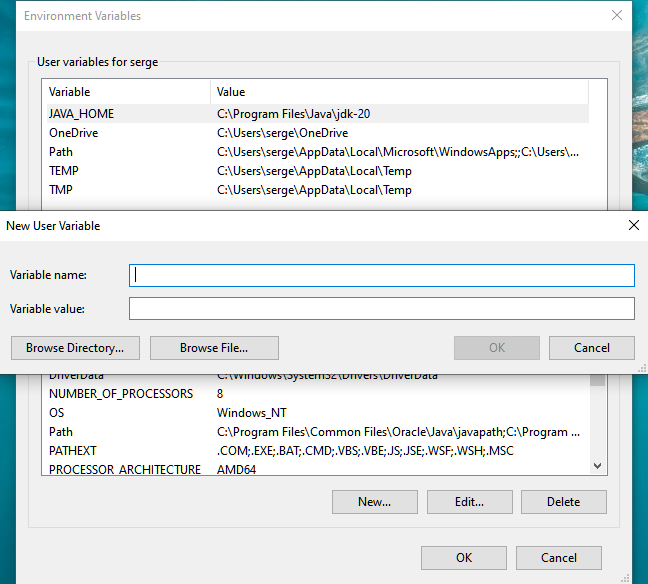 Environment Variables
User variables for serge
Variable Value
JAVA_HOME C:\Program Files\Java\jdk-20
OneDrive C:\Users\serge\OneDrive
Path C:\Users\serge\AppData\Local\Microsoft\WindowsApps;;C:\Users\...
TEMP C:\Users\serge\AppData\Local\Temp
TMP C:\Users\serge\AppData\Local\Temp
New User Variable
Variable name:
Variable value:
Browse Directory... Browse File... OK Cancel
DriverData C:\Windows\System32\Drivers\DriverData
NUMBER_OF_PROCESSORS 8
OS Windows_NT
Path C:\Program Files\Common Files\Oracle\Java\javapath;C:\Program ...
PATHEXT .COM;.EXE;.BAT;.CMD;.VBS;.VBE;.JS;.JSE;.WSF;.WSH;.MSC
PROCESSOR_ARCHITECTURE AMD64
New... Edit... Delete
OK Cancel